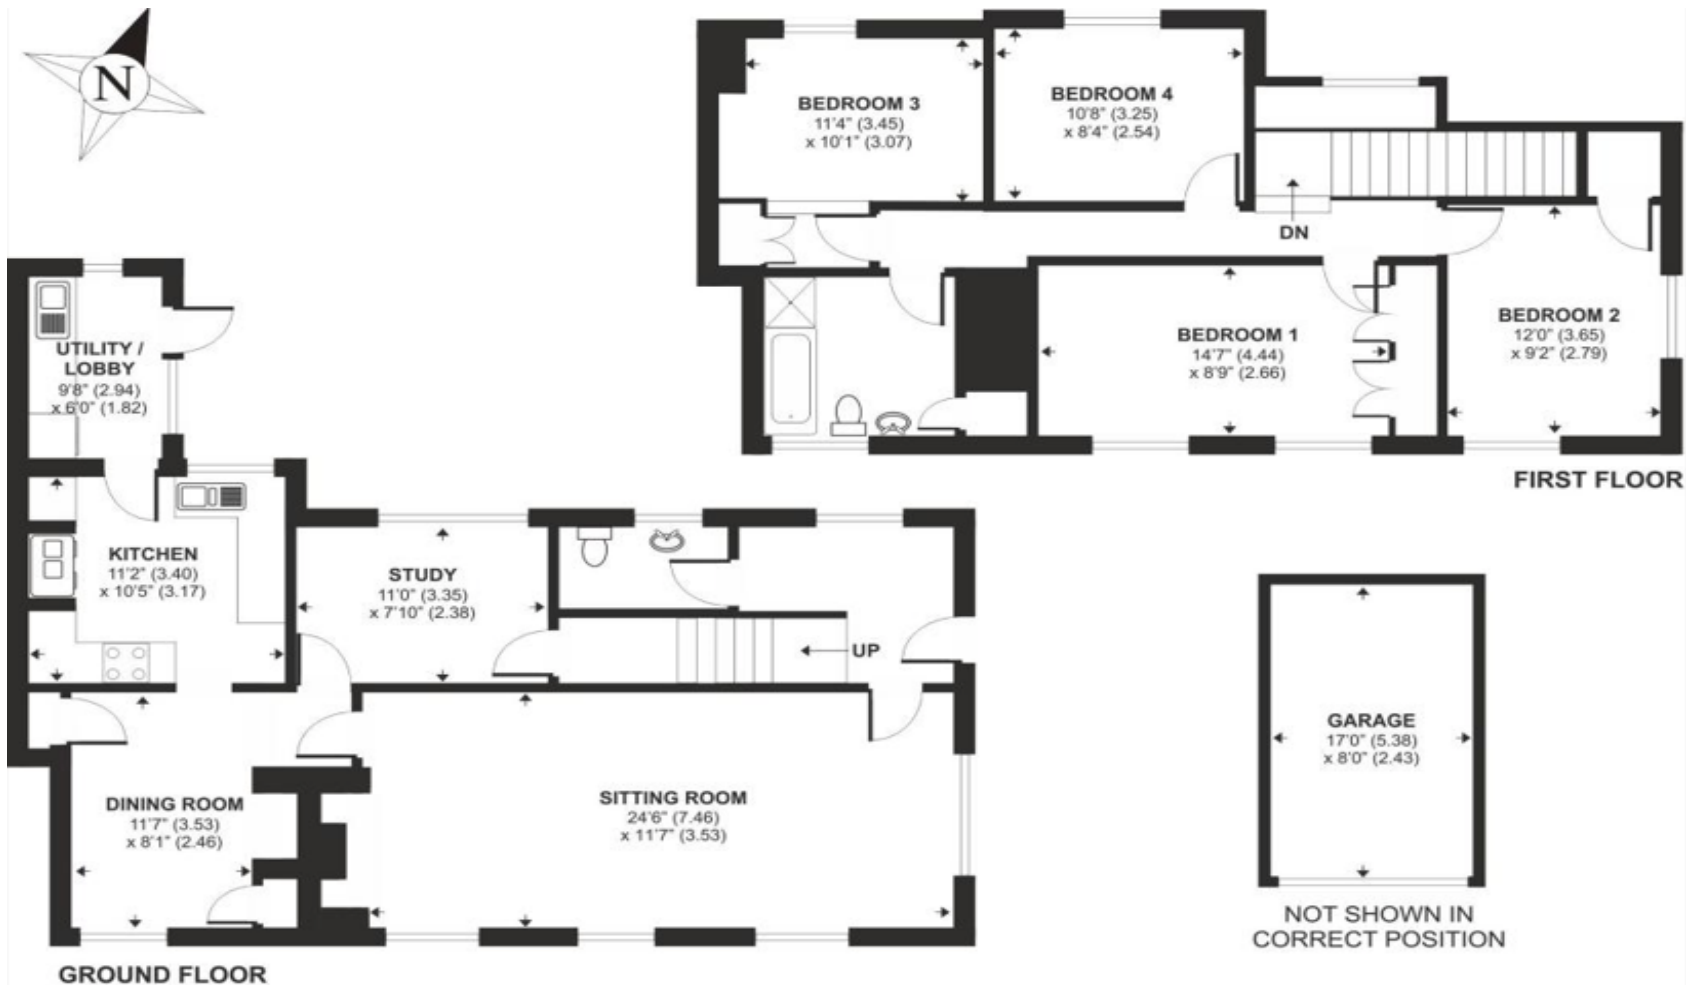 N
BEDROOM 3
11'4" (3.45)
x 10'1" (3.07)
BEDROOM 4
10'8" (3.25)
x 8'4" (2.54)
DN
BEDROOM 1
14'7" (4.44)
x 8'9" (2.66)
BEDROOM 2
12'0" (3.65)
x 9'2" (2.79)
FIRST FLOOR
UTILITY /
LOBBY
9'8" (2.94)
x 6'0" (1.82)
KITCHEN
11'2" (3.40)
x 10'5" (3.17)
STUDY
11'0" (3.35)
x 7'10" (2.38)
UP
DINING ROOM
11'7" (3.53)
x 8'1" (2.46)
SITTING ROOM
24'6" (7.46)
x 11'7" (3.53)
GROUND FLOOR
GARAGE
17'0" (5.38)
x 8'0" (2.43)
NOT SHOWN IN
CORRECT POSITION